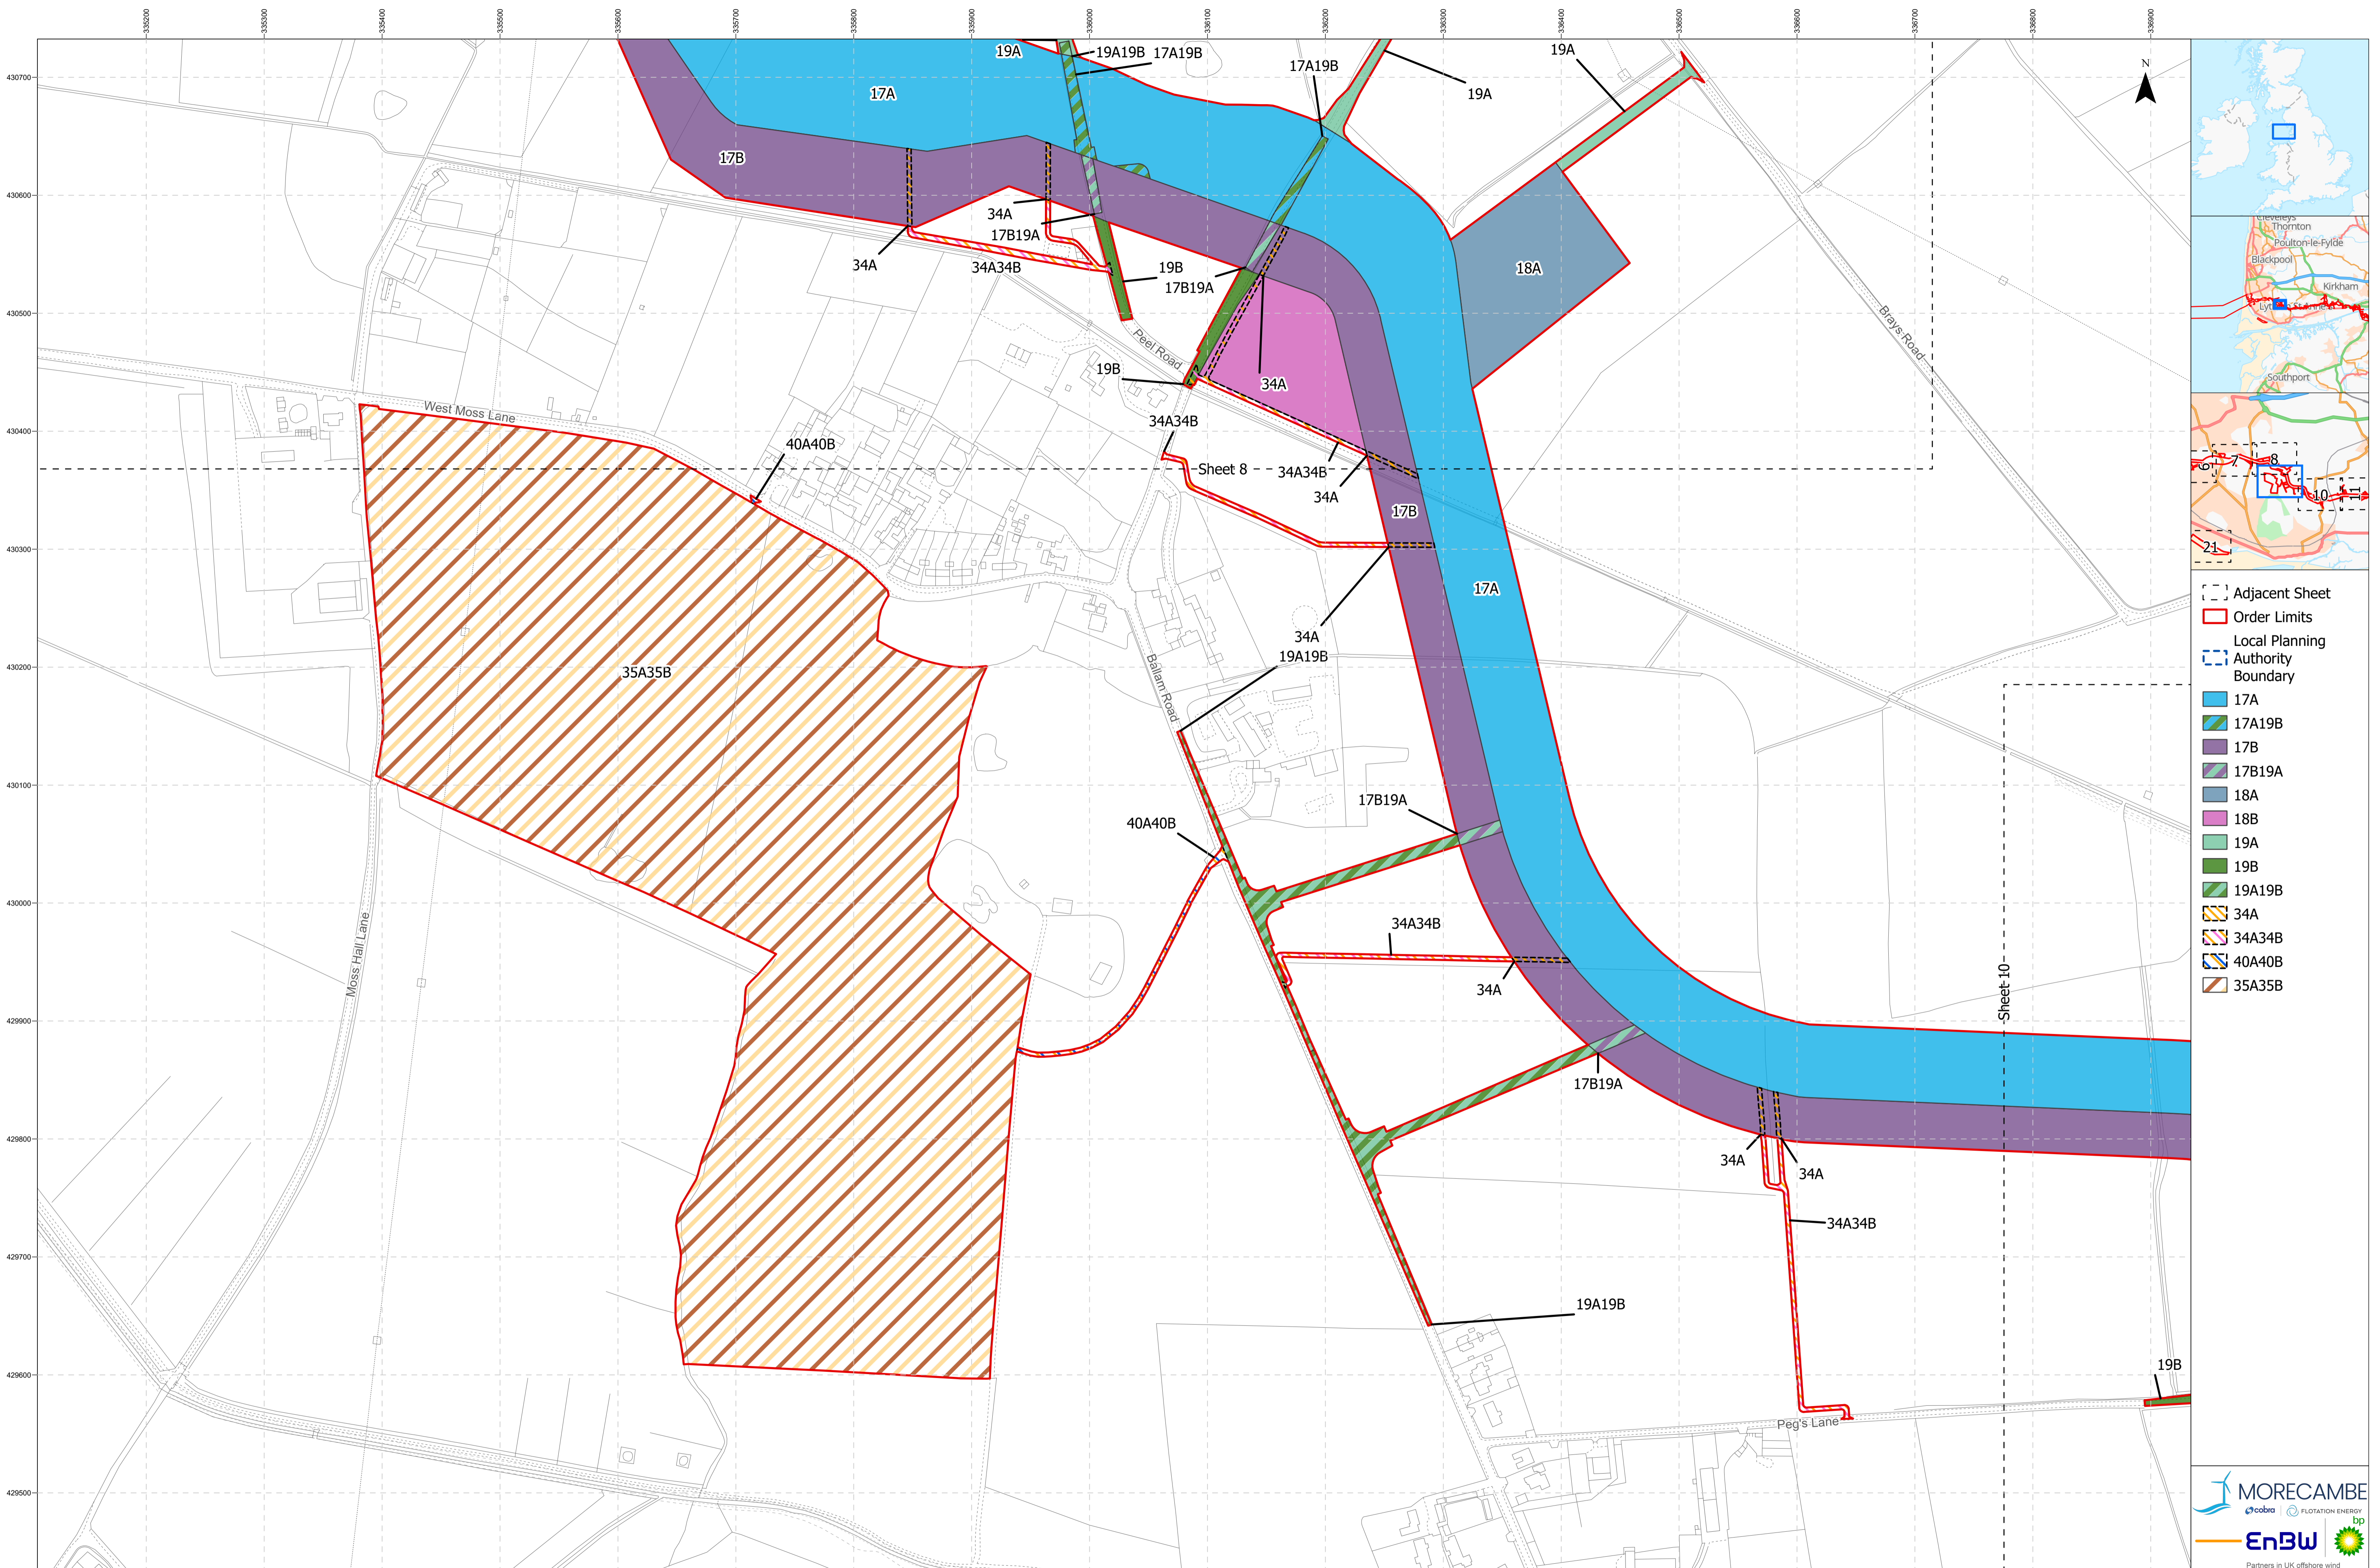 335200
335300
335400
335500
335600
335700
335800
335900
336000
336100
336200
336300
336400
336500
336600
336700
336800
336900
430700
430600
430500
430400
430300
430200
430100
430000
429900
429800
429700
429600
429500
19A
19A19B
17A19B
17A19B
19A
19A
17A
N
17B
34A
17B19A
34A
34A34B
19B
17B19A
18A
Peel Road
19B
34A
Brays Road
West Moss Lane
40A40B
34A34B
Sheet 8
34A34B
34A
17B
17A
34A
19A19B
Ballam Road
35A35B
17B19A
40A40B
34A34B
Moss Hall Lane
34A
Sheet 10
17B19A
34A
34A
34A34B
19A19B
19B
Peg's Lane
Cleveleys
Thornton
Poulton-le-Fylde
Blackpool
Kirkham
Southport
6
7
8
10
11
21
Adjacent Sheet
Order Limits
Local Planning
Authority
Boundary
17A
17A19B
17B
17B19A
18A
18B
19A
19B
19A19B
34A
34A34B
40A40B
35A35B
MORECAMBE
cobra
FLOTATION ENERGY
bp
EnBW
Partners in UK offshore wind